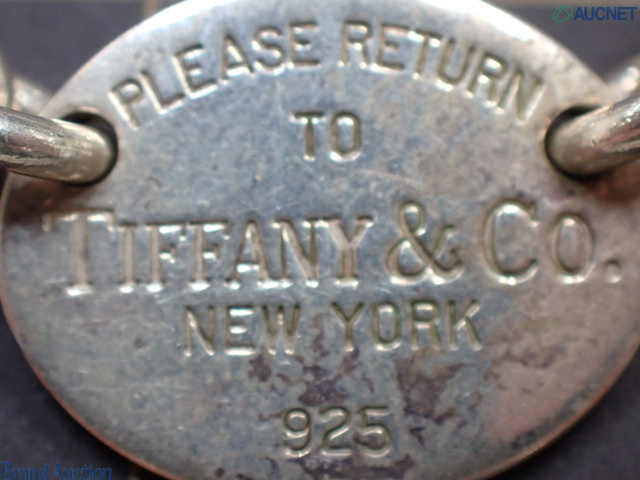 AUCNET
PLEASE RETURN
TO
TIFFANY & CO.
NEW YORK
925
Brand Auction